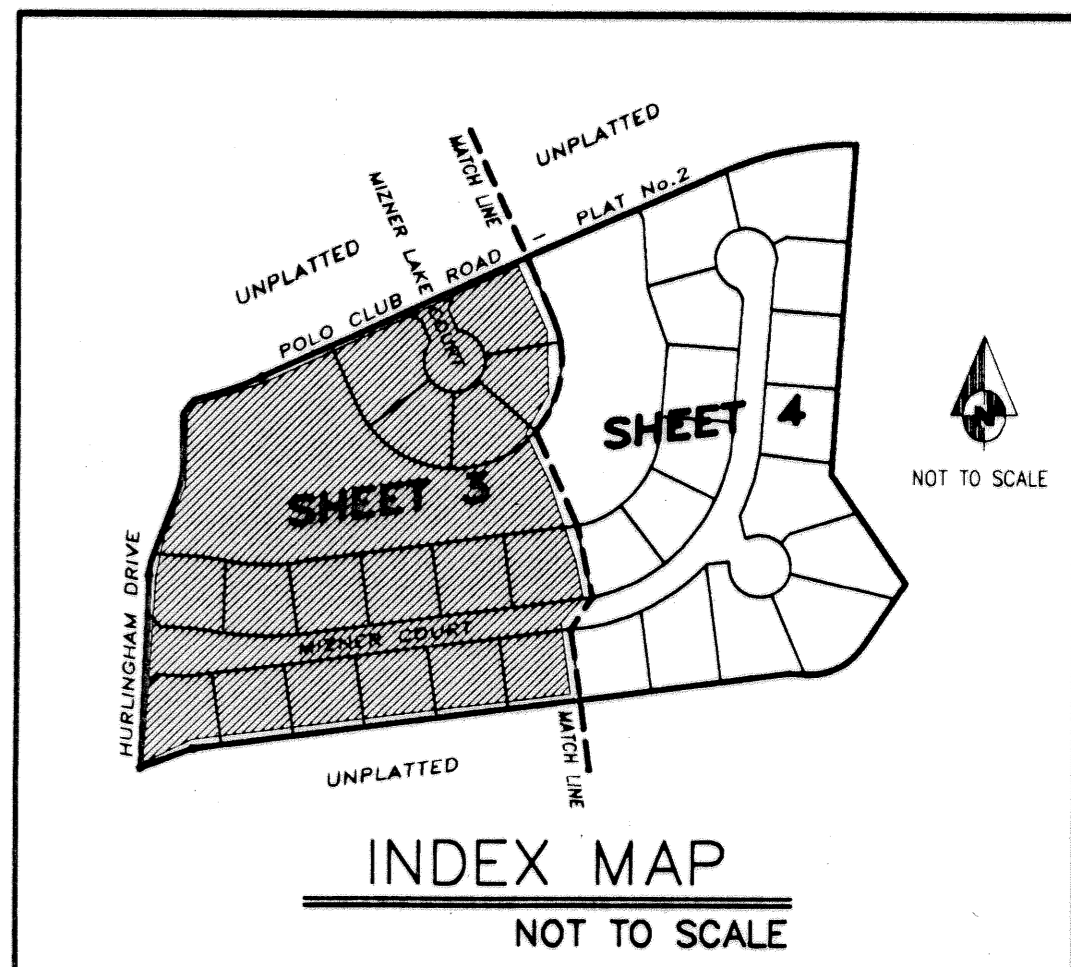 UNPLATTED
MATCH LINE
MIZNER LAKE COURT
UNPLATTED
POLO CLUB ROAD - PLAT No.2
SHEET 4
N
NOT TO SCALE
SHEET 3
HURLINGHAM DRIVE
MIZNER COURT
UNPLATTED
MATCH LINE
INDEX MAP
NOT TO SCALE